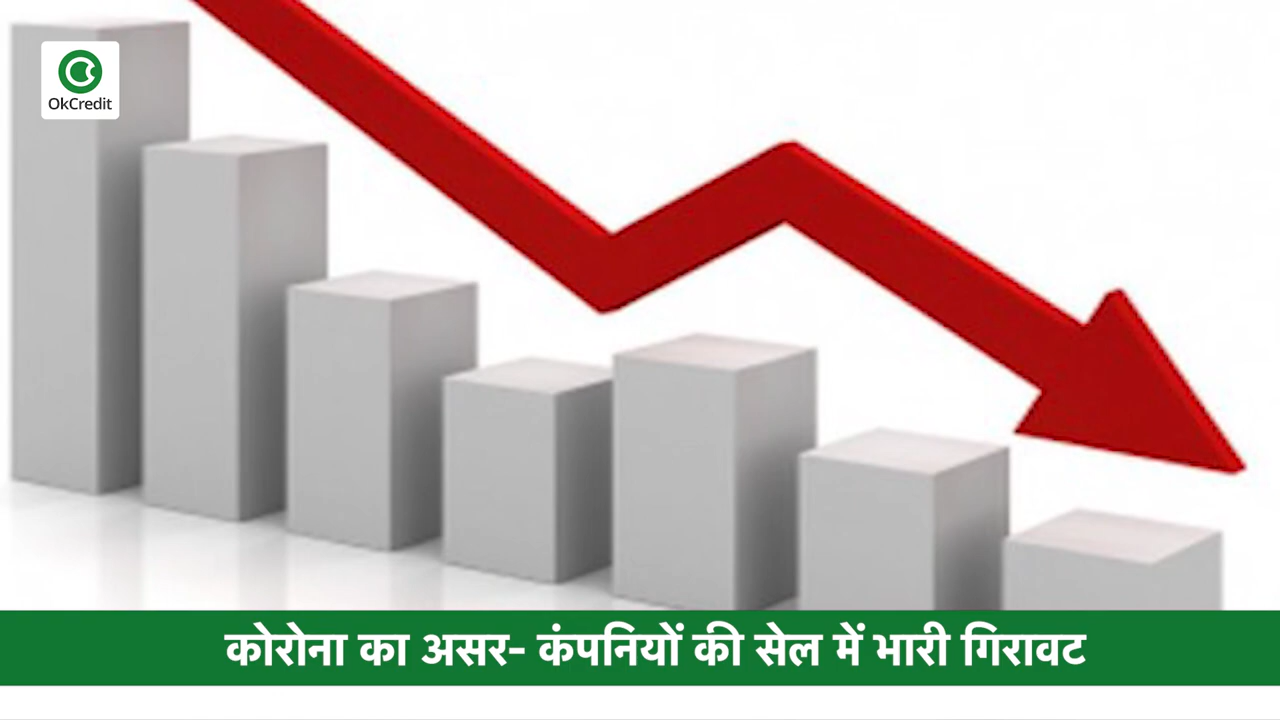 OkCredit
कोरोना का असर- कंपनियों की सेल में भारी गिरावट